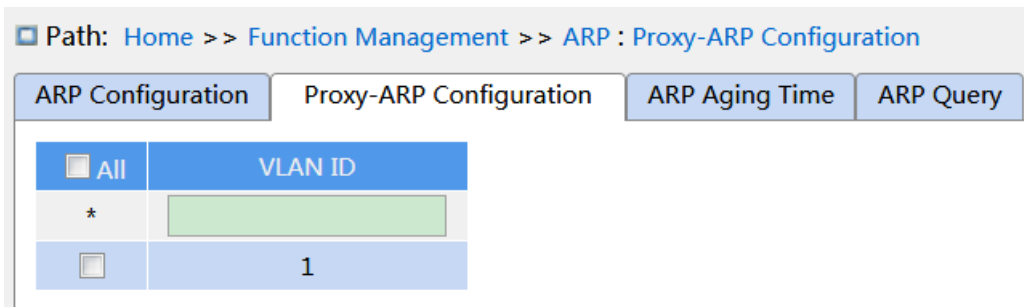 Path: Home >> Function Management >> ARP : Proxy-ARP Configuration
ARP Configuration Proxy-ARP Configuration ARP Aging Time ARP Query
All VLAN ID
*
1